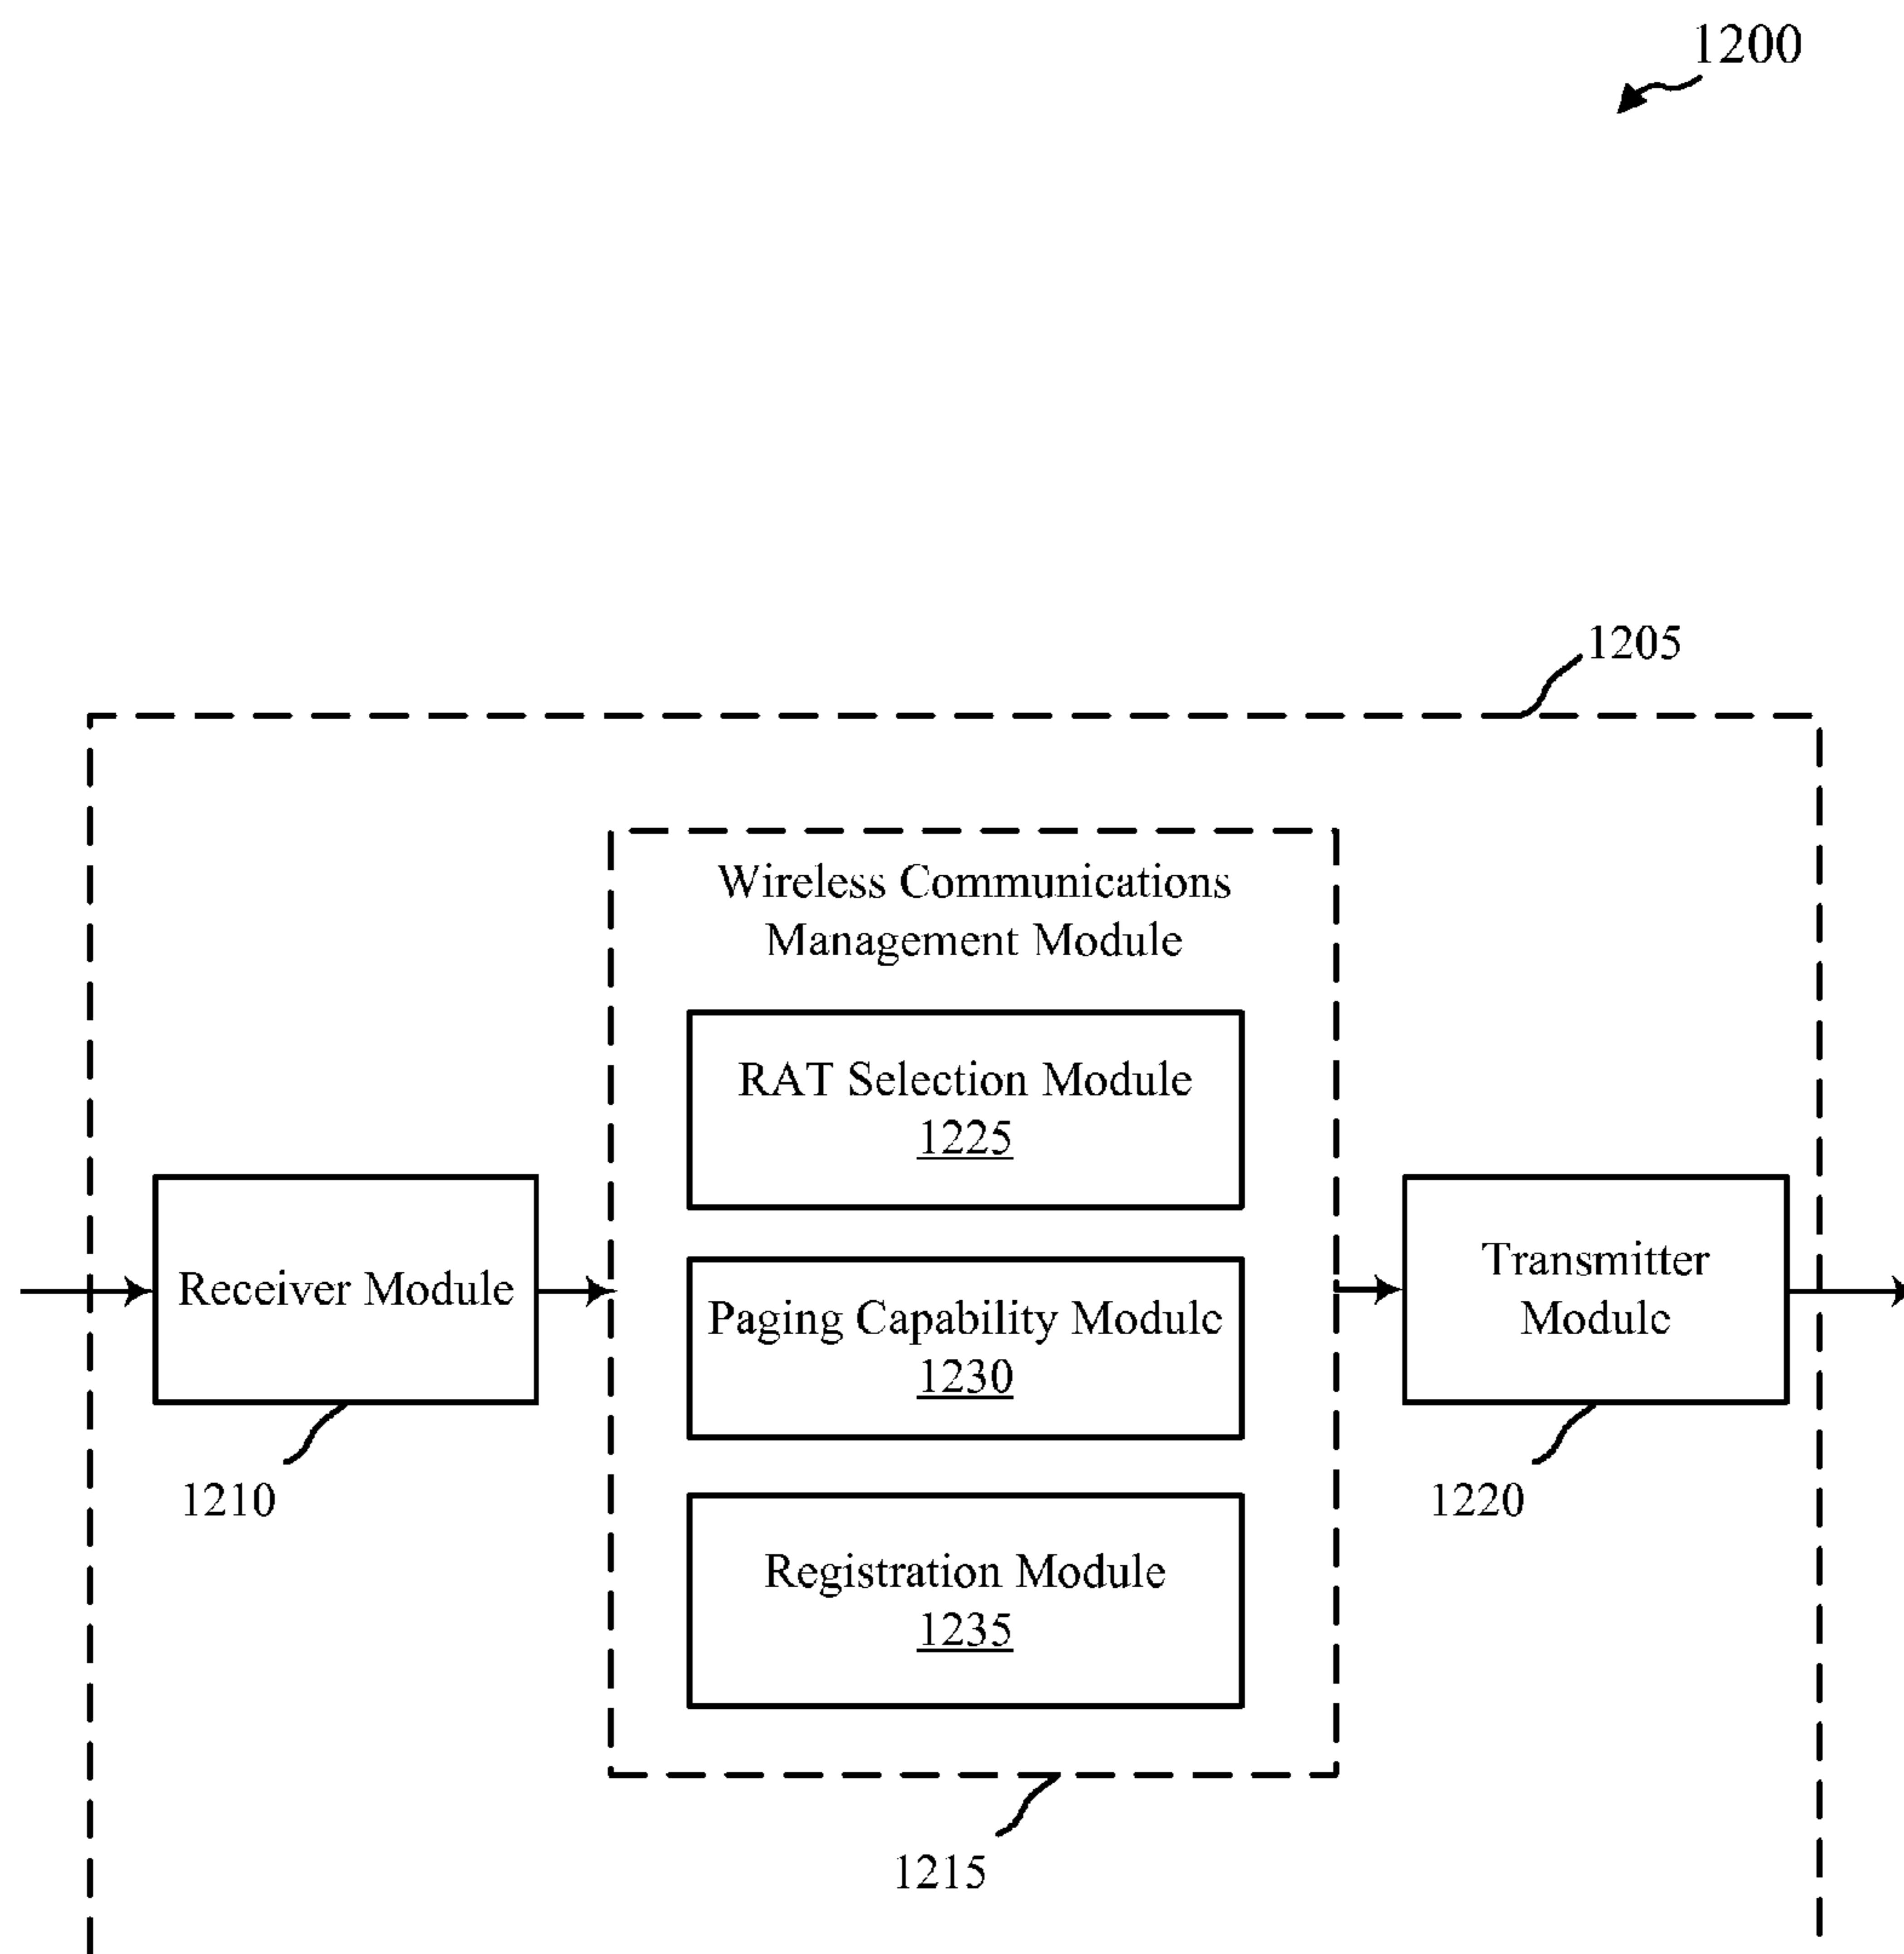 1200
1205
Wireless Communications
Management Module
RAT Selection Module
1225
Receiver Module
Paging Capability Module
1230
Transmitter
Module
1210
1220
Registration Module
1235
1215